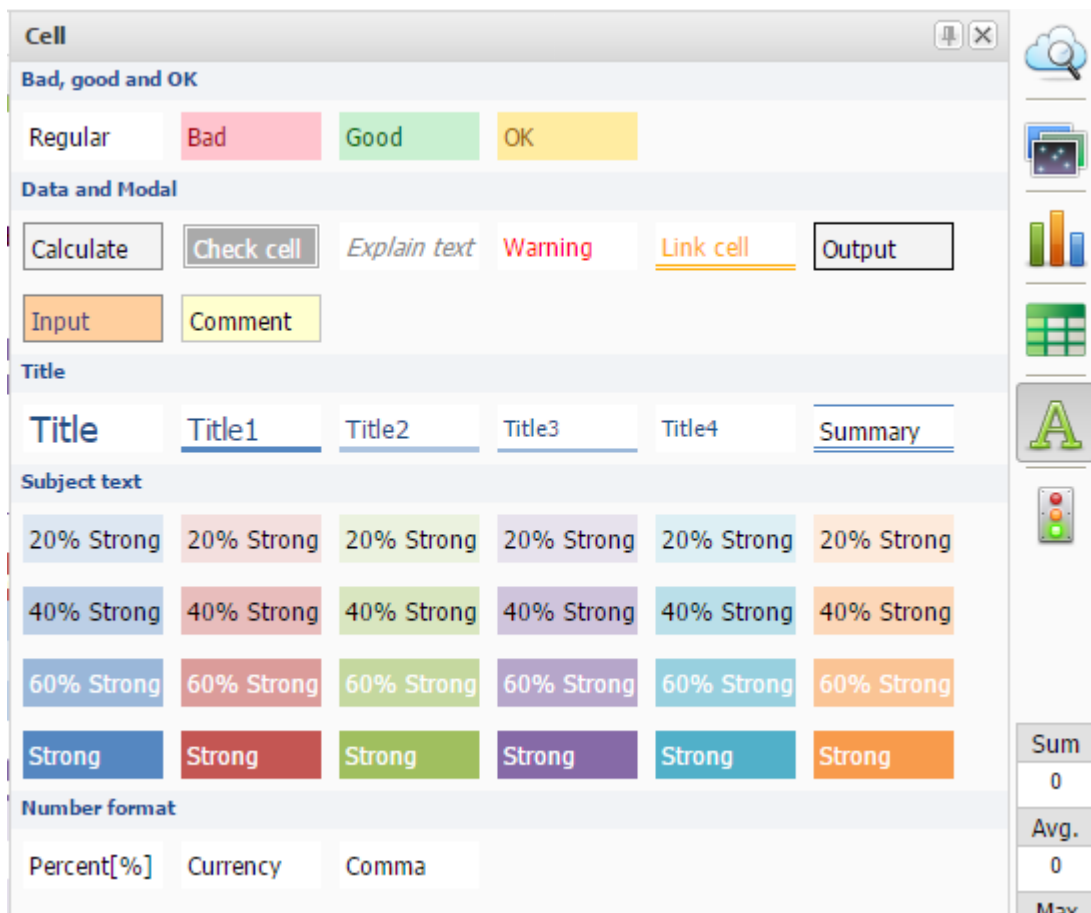 Cell
Bad, good and OK
Regular Bad Good OK
Data and Modal
Calculate Check cell Explain text Warning Link cell Output
Input Comment
Title
Title Title1 Title2 Title3 Title4 Summary
Subject text
20% Strong 20% Strong 20% Strong 20% Strong 20% Strong 20% Strong
40% Strong 40% Strong 40% Strong 40% Strong 40% Strong 40% Strong
60% Strong 60% Strong 60% Strong 60% Strong 60% Strong 60% Strong
Strong Strong Strong Strong Strong Strong
Number format
Percent[%] Currency Comma
A
Sum
0
Avg.
0
Max